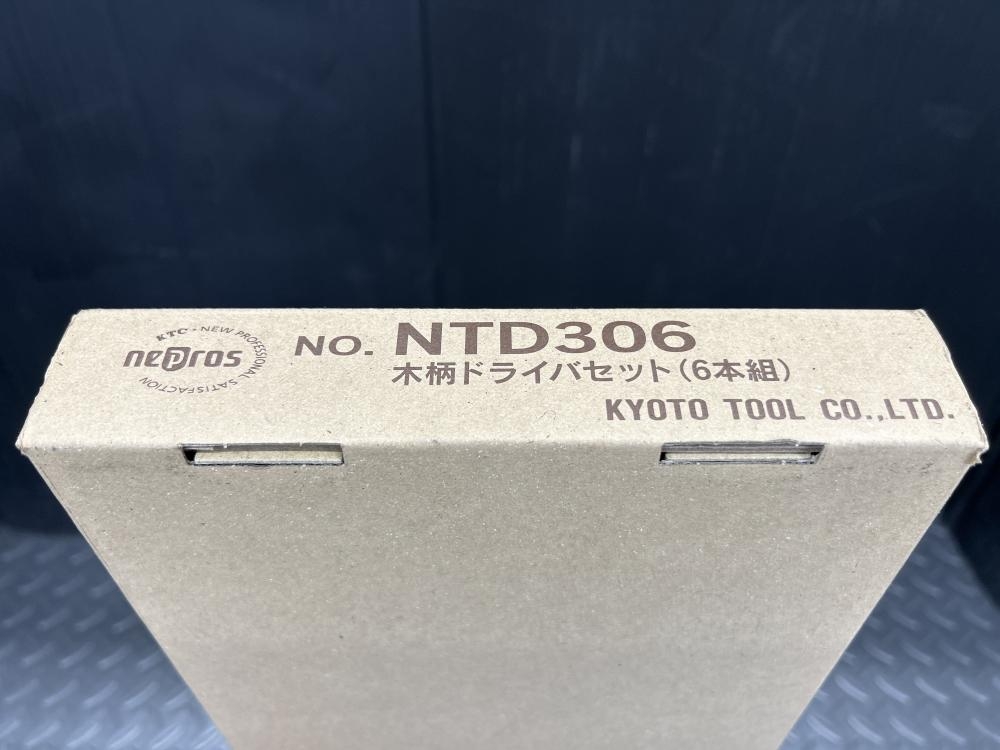 KTC · NEW PROFESSIONAL SATISFACTION
nepros
NO. NTD306
木柄ドライバセット(6本組)
KYOTO TOOL CO.,LTD.